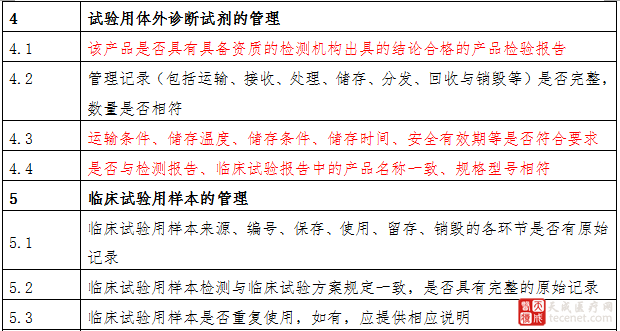 4 试验用体外诊断试剂的管理
4.1 该产品是否具有具备资质的检测机构出具的结论合格的产品检验报告
4.2 管理记录（包括运输、接收、处理、储存、分发、回收与销毁等）是否完整，
数量是否相符
4.3 运输条件、储存温度、储存条件、储存时间、安全有效期等是否符合要求
4.4 是否与检测报告、临床试验报告中的产品名称一致、规格型号相符
5 临床试验用样本的管理
5.1 临床试验用样本来源、编号、保存、使用、留存、销毁的各环节是否有原始
记录
5.2 临床试验用样本检测与临床试验方案规定一致，是否具有完整的原始记录
5.3 临床试验用样本是否重复使用，如有，应提供相应说明
天成医疗网
tecenet.com